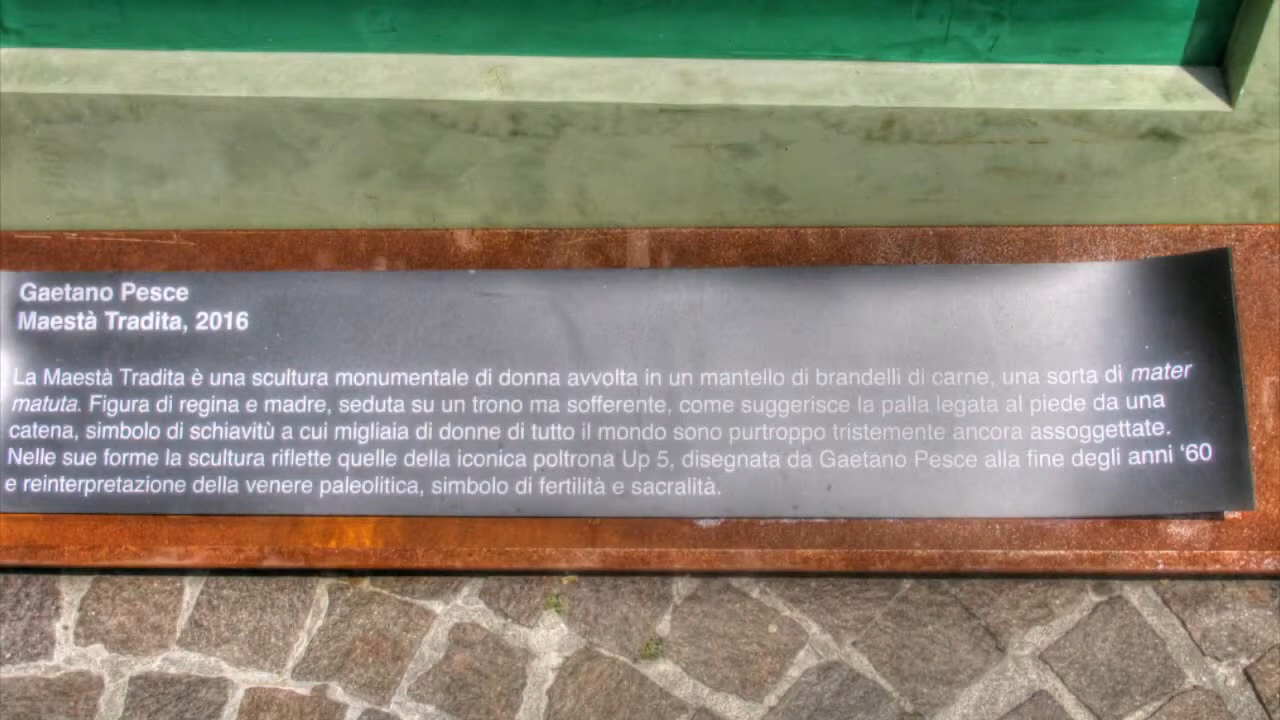 Gaetano Pesce
Maestà Tradita, 2016
La Maestà Tradita è una scultura monumentale di donna avvolta in un mantello di brandelli di carne, una sorta di mater
matuta. Figura di regina e madre, seduta su un trono ma sofferente, come suggerisce la palla legata al piede da una
catena, simbolo di schiavitù a cui migliaia di donne di tutto il mondo sono purtroppo tristemente ancora assoggettate.
Nelle sue forme la scultura riflette quelle della iconica poltrona Up 5, disegnata da Gaetano Pesce alla fine degli anni ‘60
e reinterpretazione della venere paleolitica, simbolo di fertilità e sacralità.